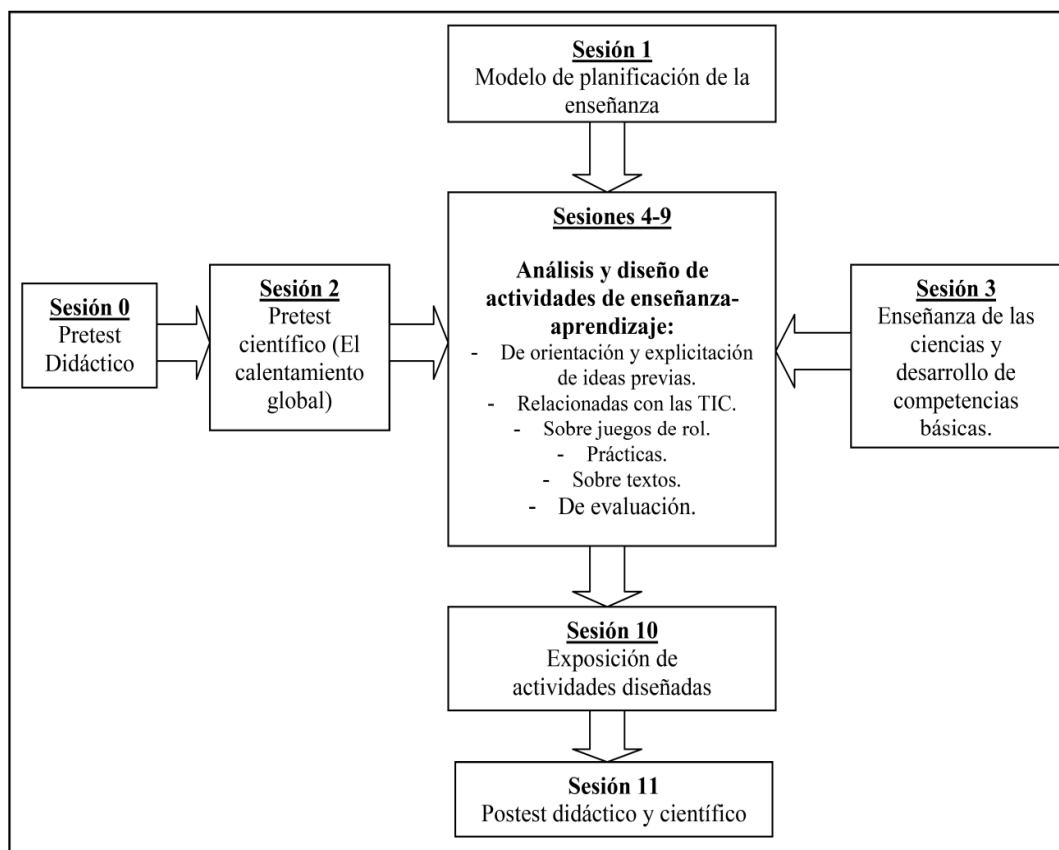 Sesión 1
Modelo de planificación de la
enseñanza
Sesiones 4-9
Análisis y diseño de
actividades de enseñanza-
aprendizaje:
- De orientación y explicitación
de ideas previas.
- Relacionadas con las TIC.
- Sobre juegos de rol.
- Prácticas.
- Sobre textos.
- De evaluación.
Sesión 0
Pretest
Didáctico
Sesión 2
Pretest
científico (El
calentamiento
global)
Sesión 3
Enseñanza de las
ciencias y
desarrollo de
competencias
básicas.
Sesión 10
Exposición de
actividades diseñadas
Sesión 11
Postest didáctico y científico